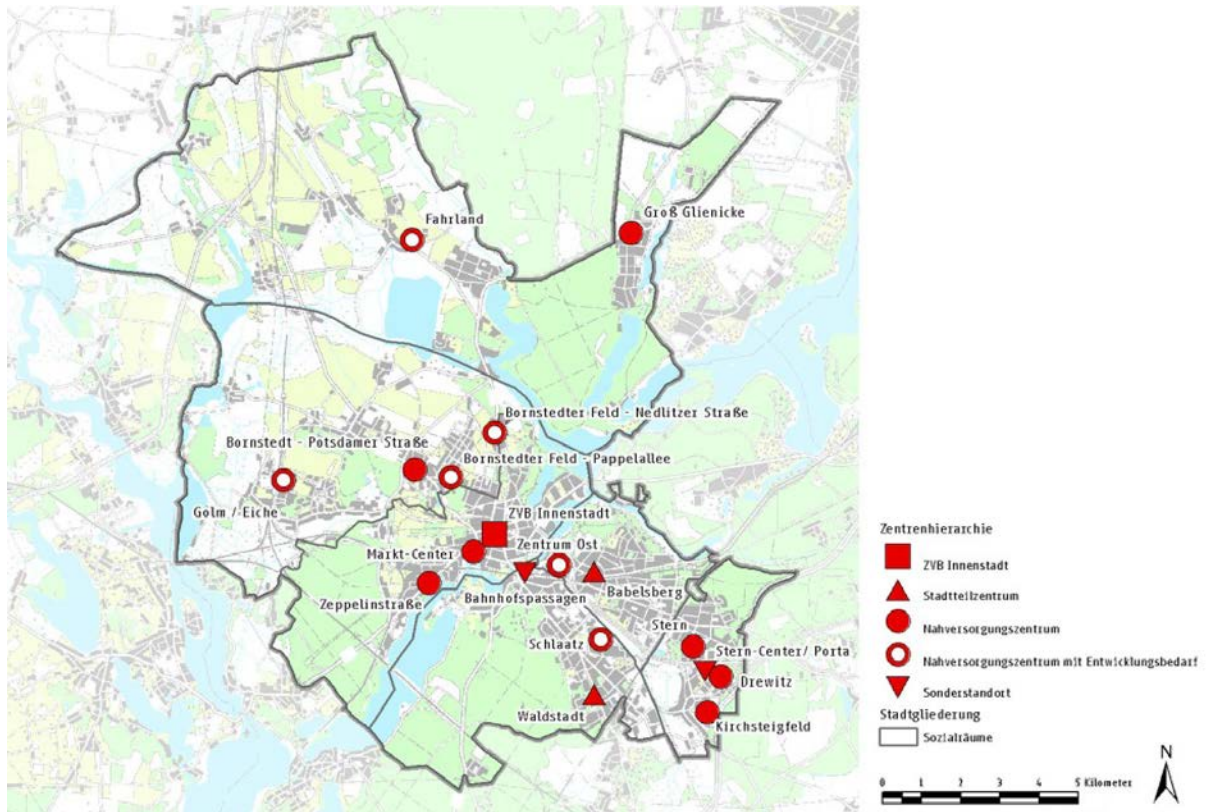 Fahrland
Groß Glienicke
Bornstedter Feld - Nedlitzer Straße
Bornstedt - Potsdamer Straße
Bornstedter Feld - Pappelallee
Golm / Eiche
ZVB Innenstadt
Markt-Center
Zentrum Ost
Zeppelinstraße
Bahnhofspassagen
Babelsberg
Schlaatz
Stern
Stern-Center/ Porta
Drewitz
Waldstadt
Kirchsteigfeld
Zentrenhierarchie
ZVB Innenstadt
Stadtteilzentrum
Nahversorgungszentrum
Nahversorgungszentrum mit Entwicklungsbedarf
Sonderstandort
Stadtgliederung
Sozialräume
N
0 1 2 3 4 5 Kilometer